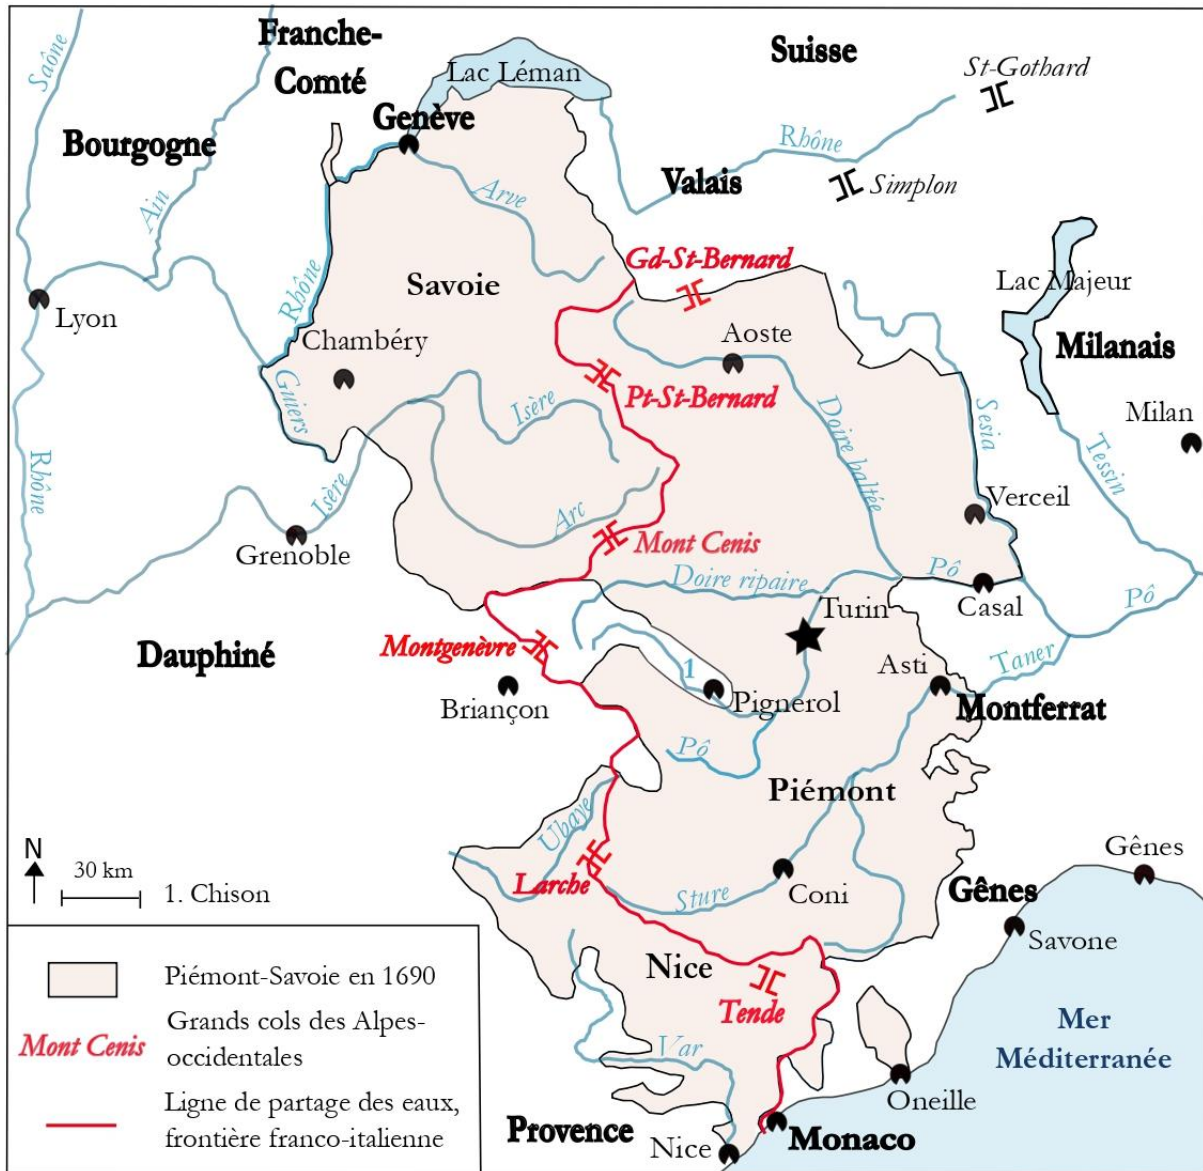 Franche-
Comté
Suisse
Saône
Lac Léman
St-Gothard
Genève
Bourgogne
Rhône
Valais
Simplon
Ain
Arve
Gd-St-Bernard
Rhône
Savoie
Lac Majeur
Lyon
Chambéry
Aoste
Milanais
Guiers
Isère
Pt-St-Bernard
Doire baltée
Sesia
Milan
Rhône
Isère
Tessin
Arc
Verceil
Grenoble
Mont Cenis
Doire ripaire
Pô
Casal
Pô
Turin
Dauphiné
Montgenèvre
1
Asti
Taner
Briançon
Pignerol
Montferrat
Pô
Piémont
Ubaye
N
30 km
1. Chison
Larche
Sture
Coni
Gênes
Gênes
Savone
Nice
Tende
Mer
Méditerranée
Var
Oneille
Provence
Nice
Monaco
Piémont-Savoie en 1690
Mont Cenis
Grands cols des Alpes-
occidentales
Ligne de partage des eaux,
frontière franco-italienne